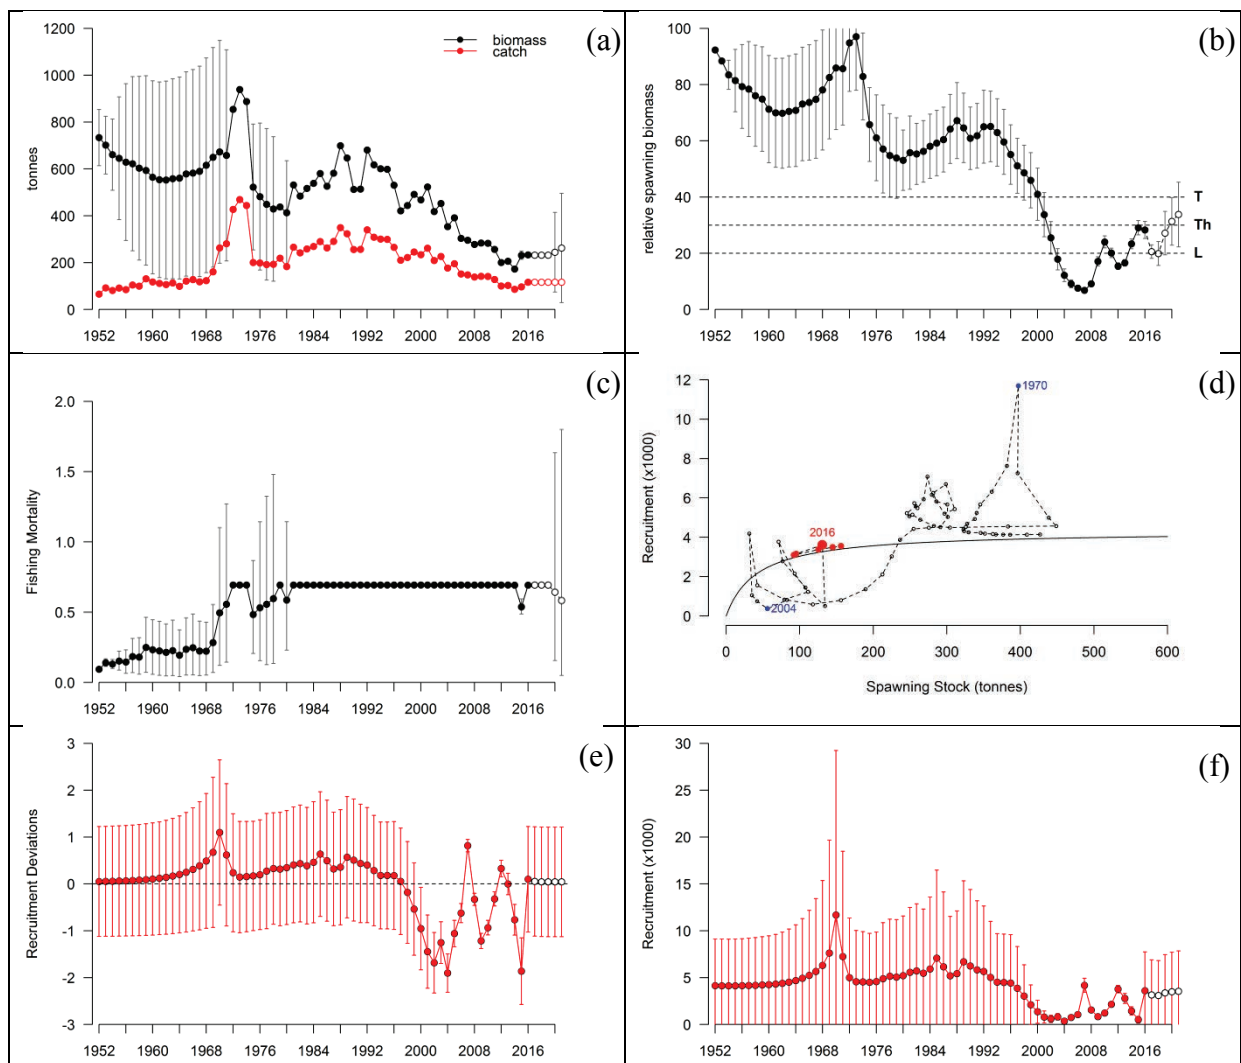 (a)
biomass
catch
tonnes
1200
1000
800
600
400
200
0
1952 1960 1968 1976 1984 1992 2000 2008 2016
(b)
relative spawning biomass
100
80
60
40
20
0
T
Th
L
1952 1960 1968 1976 1984 1992 2000 2008 2016
(c)
Fishing Mortality
2.0
1.5
1.0
0.5
0.0
1952 1960 1968 1976 1984 1992 2000 2008 2016
(d)
Recruitment (x1000)
12
10
8
6
4
2
0
1970
2016
2004
0 100 200 300 400 500 600
Spawning Stock (tonnes)
(e)
Recruitment Deviations
3
2
1
0
-1
-2
-3
1952 1960 1968 1976 1984 1992 2000 2008 2016
(f)
Recruitment (x1000)
30
25
20
15
10
5
0
1952 1960 1968 1976 1984 1992 2000 2008 2016